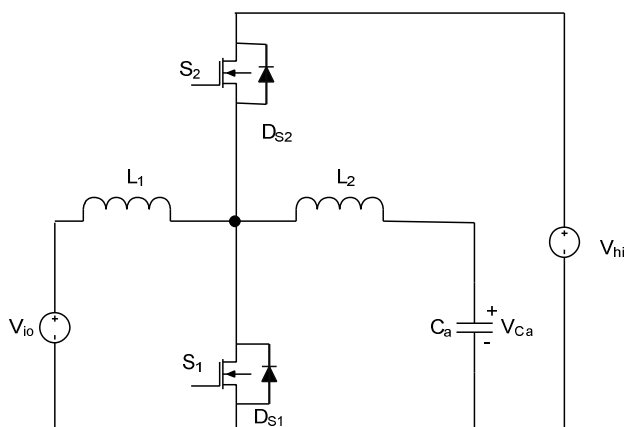 S2
DS2
L1
L2
Vhi
+
-
Vio
+
-
Ca
+
VCa
-
S1
DS1